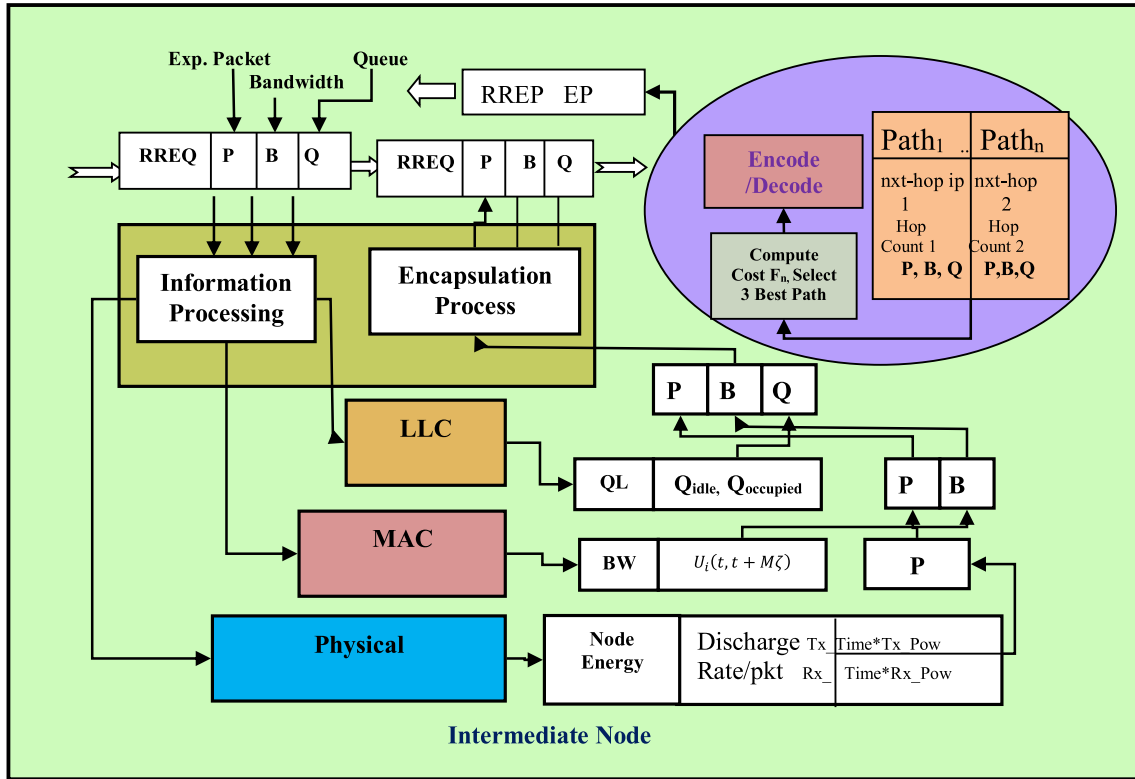 Exp. Packet
Queue
Bandwidth
RREP EP
RREQ P B Q
RREQ P B Q
Encode
/Decode
Path1 .. Pathn
nxt-hop ip nxt-hop
1 2
Hop Hop
Count 1 Count 2
P, B, Q P,B,Q
Compute
Cost Fn, Select
3 Best Path
Information
Processing
Encapsulation
Process
P B Q
LLC
QL Qidle, Qoccupied
P B
MAC
BW Ui(t, t + Mζ)
P
Physical
Node
Energy
Discharge Tx_Time*Tx_Pow
Rate/pkt Rx_ Time*Rx_Pow
Intermediate Node